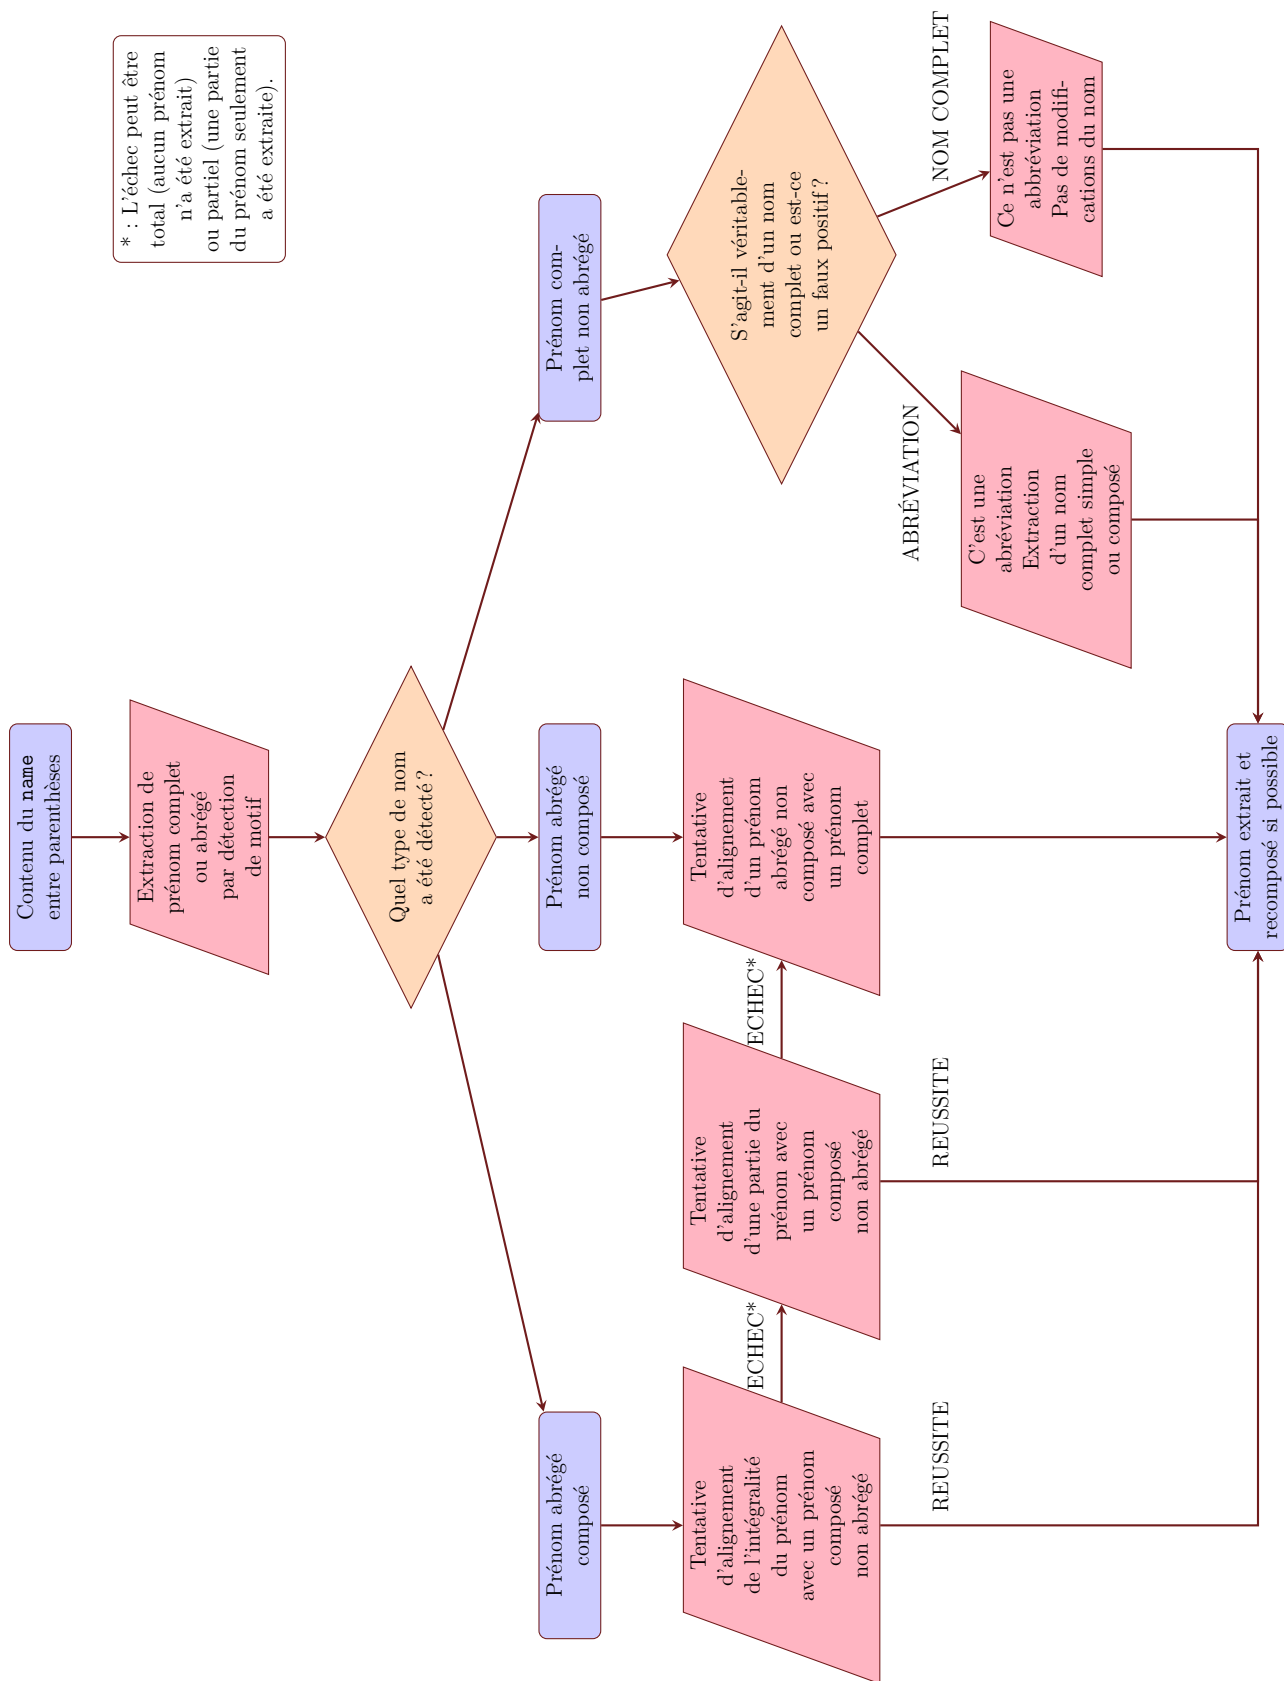 Contenu du name
entre parenthèses
* : L'échec peut être
total (aucun prénom
n'a été extrait)
ou partiel (une partie
du prénom seulement
a été extraite).
Extraction de
prénom complet
ou abrégé
par détection
de motif
Quel type de nom
a été détecté ?
Prénom abrégé
composé
Prénom abrégé
non composé
Prénom com-
plet non abrégé
Tentative
d'alignement
de l'intégralité
du prénom
avec un prénom
composé
non abrégé
ECHEC*
Tentative
d'alignement
d'une partie du
prénom avec
un prénom
composé
non abrégé
ECHEC*
Tentative
d'alignement
d'un prénom
abrégé non
composé avec
un prénom
complet
S'agit-il véritable-
ment d'un nom
complet ou est-ce
un faux positif ?
REUSSITE
REUSSITE
ABRÉVIATION
NOM COMPLET
C'est une
abréviation
Extraction
d'un nom
complet simple
ou composé
Ce n'est pas une
abbréviation
Pas de modifi-
cations du nom
Prénom extrait et
recomposé si possible